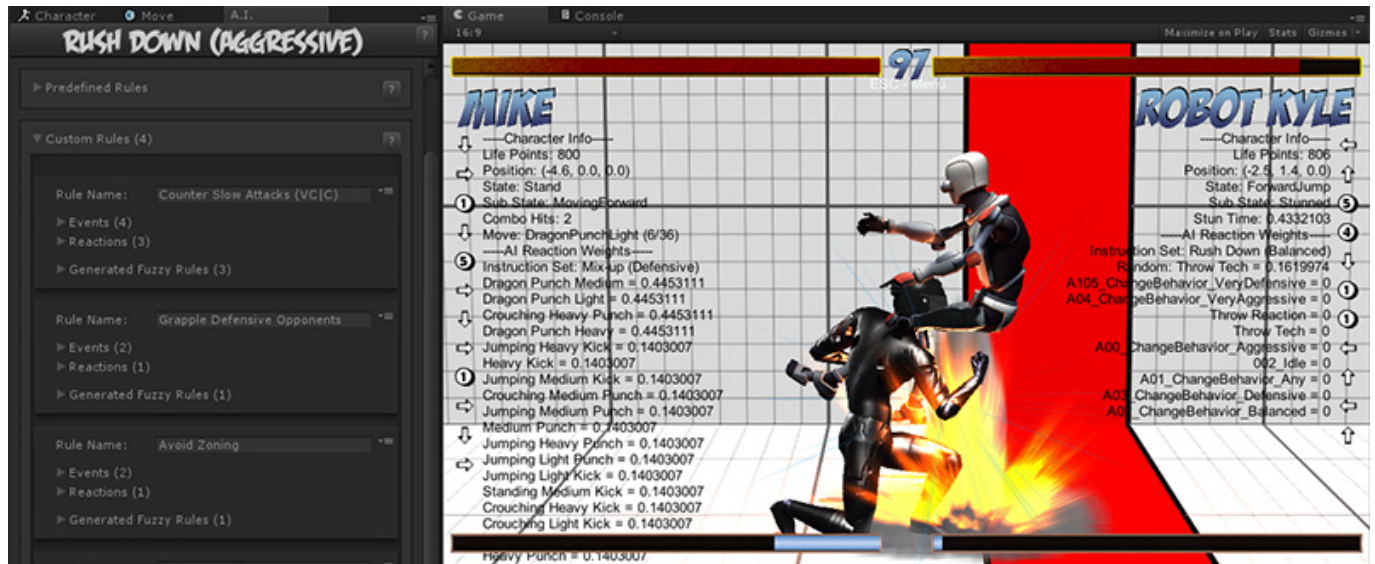 Character
Move
A.I.
RUSH DOWN (AGGRESSIVE)
?
Predefined Rules
?
Custom Rules (4)
?
Rule Name: Counter Slow Attacks (VC|C)
Events (4)
Reactions (3)
Generated Fuzzy Rules (3)
Rule Name: Grapple Defensive Opponents
Events (2)
Reactions (1)
Generated Fuzzy Rules (1)
Rule Name: Avoid Zoning
Events (2)
Reactions (1)
Generated Fuzzy Rules (1)
Game
Console
16:9
Maximize on Play Stats Gizmos
97
ESC - Menu
MIKE
-----Character Info-----
Life Points: 800
Position: (-4.6, 0.0, 0.0)
State: Stand
1 Sub State: MovingForward
Combo Hits: 2
Move: DragonPunchLight (6/36)
-----AI Reaction Weights-----
5 Instruction Set: Mix-up (Defensive)
Dragon Punch Medium = 0.4453111
Dragon Punch Light = 0.4453111
Crouching Heavy Punch = 0.4453111
Dragon Punch Heavy = 0.4453111
Jumping Heavy Kick = 0.1403007
Heavy Kick = 0.1403007
1 Jumping Medium Kick = 0.1403007
Crouching Medium Punch = 0.1403007
Jumping Medium Punch = 0.1403007
Medium Punch = 0.1403007
Jumping Heavy Punch = 0.1403007
Jumping Light Punch = 0.1403007
Jumping Light Kick = 0.1403007
Standing Medium Kick = 0.1403007
Crouching Heavy Kick = 0.1403007
Crouching Light Kick = 0.1403007
Heavy Punch = 0.1403007
ROBOT KYLE
-----Character Info-----
Life Points: 806
Position: (-2.5, 1.4, 0.0)
State: ForwardJump
Sub State: Stunned 5
Stun Time: 0.4332103
-----AI Reaction Weights----- 4
Instruction Set: Rush Down (Balanced)
Random: Throw Tech = 0.1619974
A105_ChangeBehavior_VeryDefensive = 0 1
A04_ChangeBehavior_VeryAggressive = 0
Throw Reaction = 0 1
Throw Tech = 0
A00_ChangeBehavior_Aggressive = 0
002_Idle = 0
A01_ChangeBehavior_Any = 0
A03_ChangeBehavior_Defensive = 0
ChangeBehavior_Balanced = 0